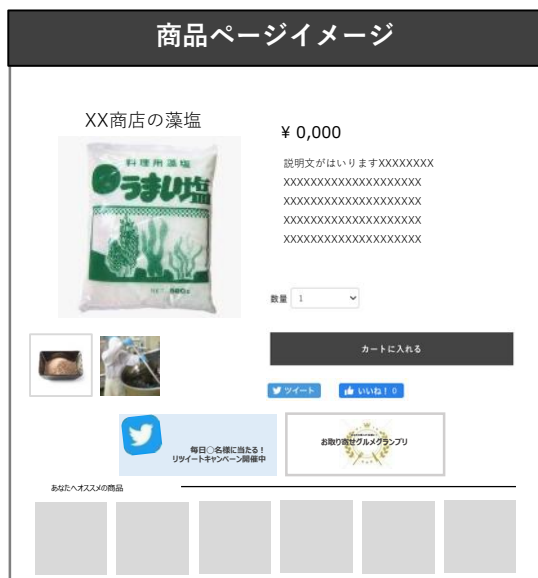 商品ページイメージ
XX商店の藻塩
料理用藻塩
うまい塩
NET. 500g
¥ 0,000
説明文がはいりますXXXXXXXX
XXXXXXXXXXXXXXXXXXXXX
XXXXXXXXXXXXXXXXXXXXX
XXXXXXXXXXXXXXXXXXXXX
XXXXXXXXXXXXXXXXXXXXX
数量 1
カートに入れる
ツイート
いいね！ 0
毎日〇名様に当たる！
リツイートキャンペーン開催中
お取り寄せグルメグランプリ
あなたへオススメの商品